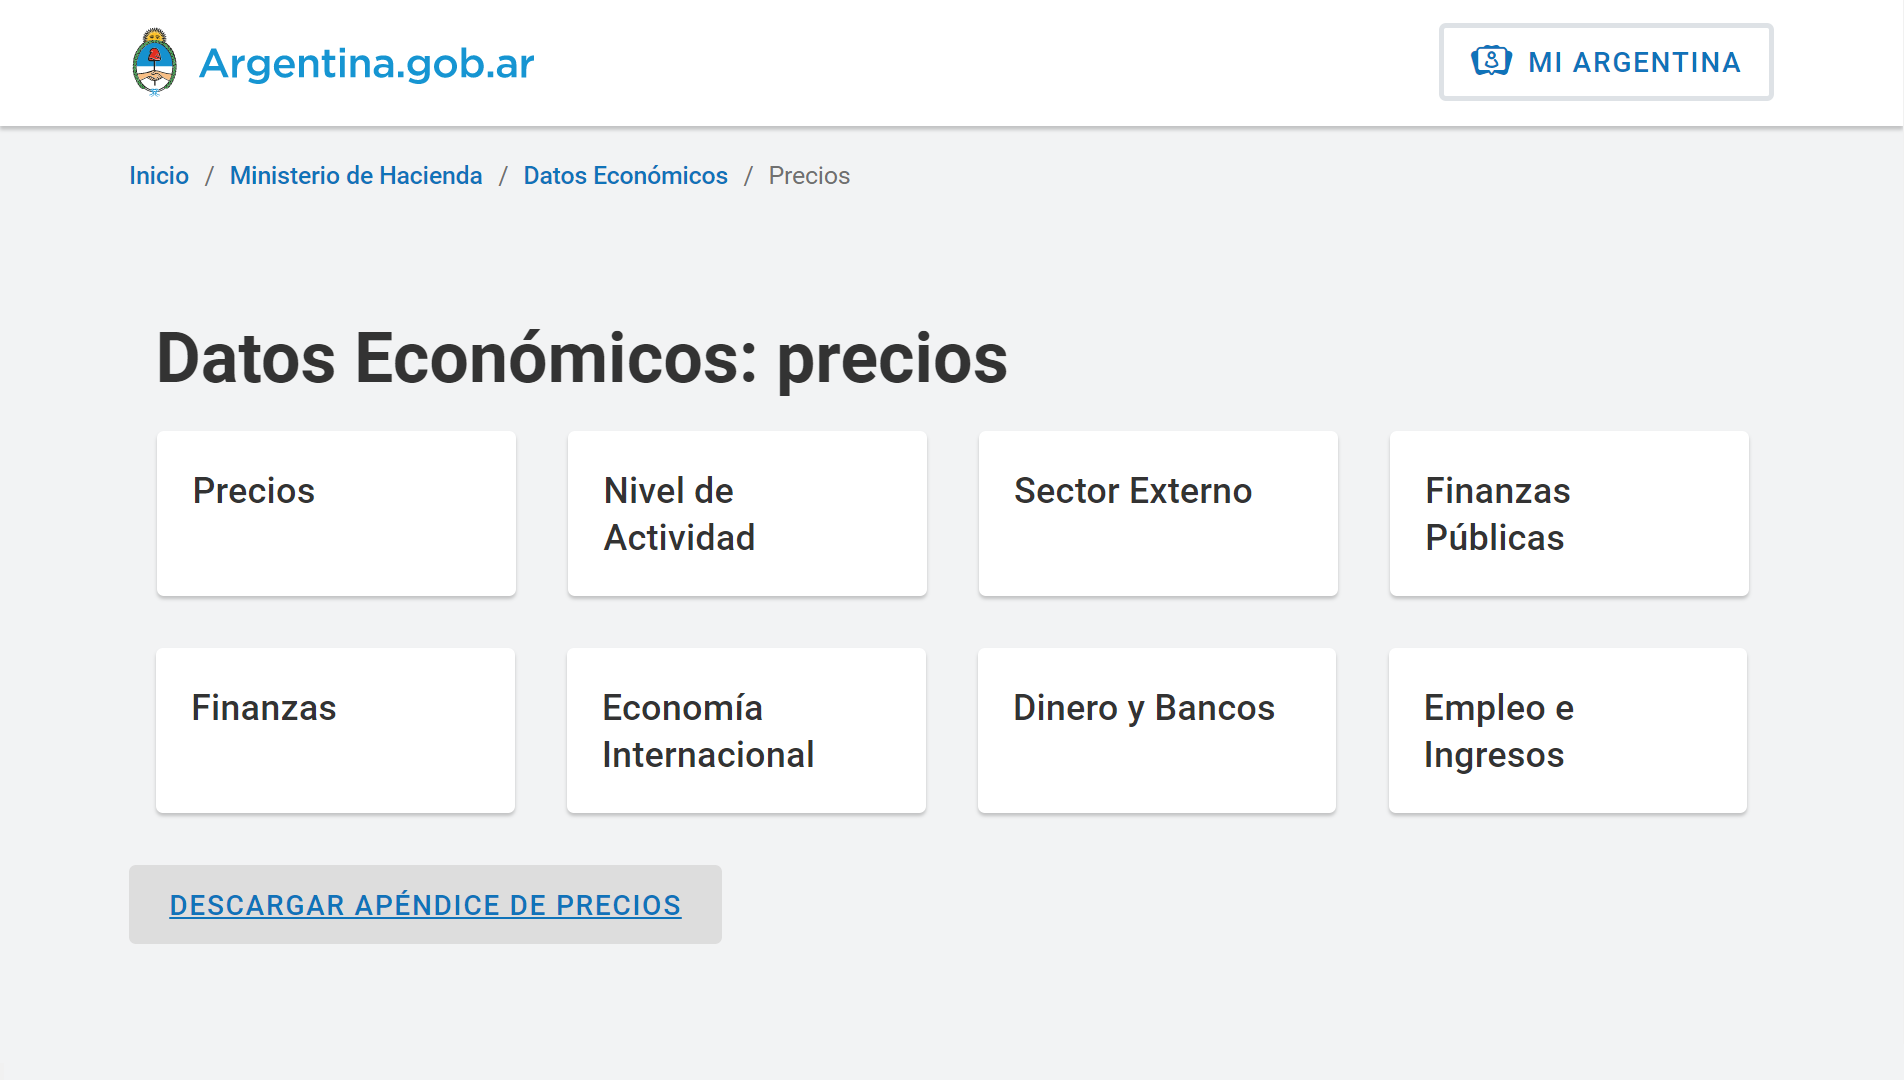 Argentina.gob.ar
MI ARGENTINA
Inicio / Ministerio de Hacienda / Datos Económicos / Precios
Datos Económicos: precios
Precios
Nivel de
Actividad
Sector Externo
Finanzas
Públicas
Finanzas
Economía
Internacional
Dinero y Bancos
Empleo e
Ingresos
DESCARGAR APÉNDICE DE PRECIOS